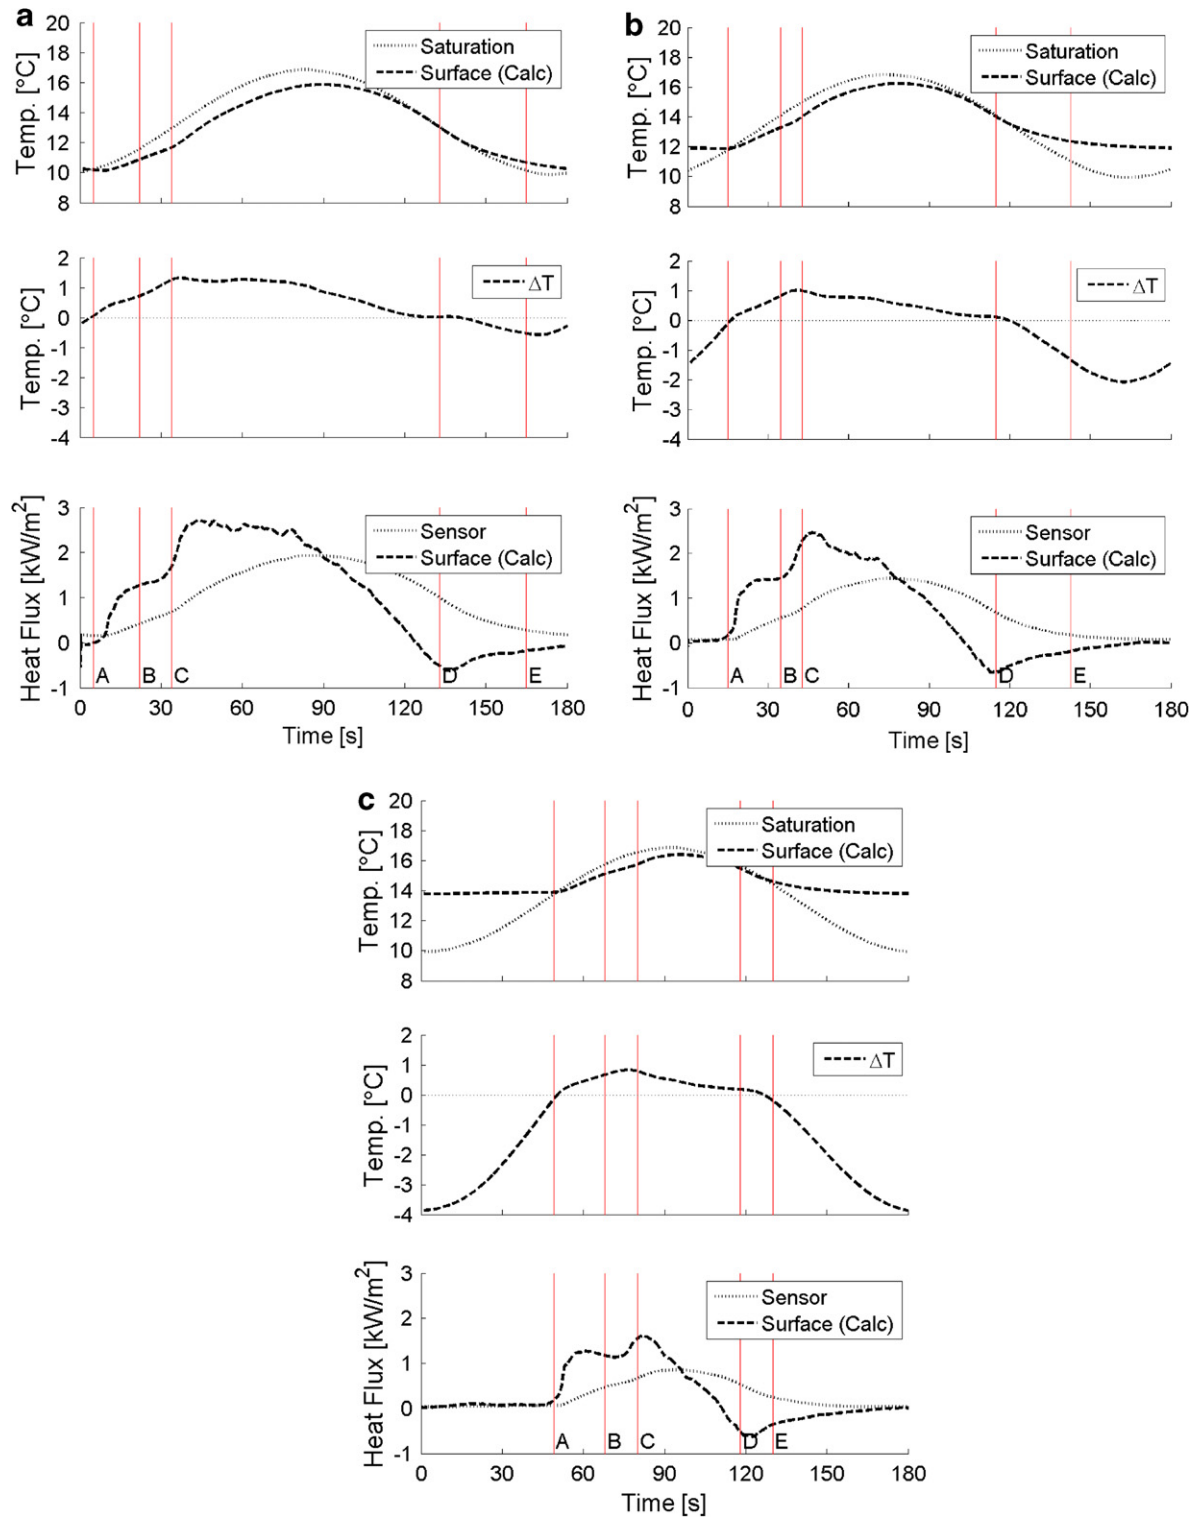 a
Temp. [°C]
20
18
16
14
12
10
8
Saturation
Surface (Calc)
Temp. [°C]
2
1
0
-1
-2
-3
-4
ΔT
Heat Flux [kW/m²]
3
2
1
0
-1
Sensor
Surface (Calc)
A B C D E
0 30 60 90 120 150 180
Time [s]
b
Temp. [°C]
20
18
16
14
12
10
8
Saturation
Surface (Calc)
Temp. [°C]
2
1
0
-1
-2
-3
-4
ΔT
Heat Flux [kW/m²]
3
2
1
0
-1
Sensor
Surface (Calc)
A B C D E
0 30 60 90 120 150 180
Time [s]
c
Temp. [°C]
20
18
16
14
12
10
8
Saturation
Surface (Calc)
Temp. [°C]
2
1
0
-1
-2
-3
-4
ΔT
Heat Flux [kW/m²]
3
2
1
0
-1
Sensor
Surface (Calc)
A B C D E
0 30 60 90 120 150 180
Time [s]